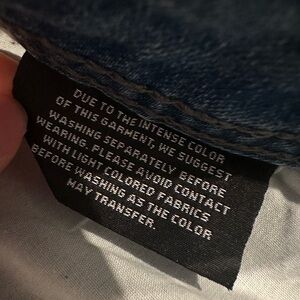 DUE TO THE INTENSE COLOR
OF THIS GARMENT, WE SUGGEST
WASHING SEPARATELY BEFORE
WEARING. PLEASE AVOID CONTACT
WITH LIGHT COLORED FABRICS
BEFORE WASHING AS THE COLOR
MAY TRANSFER.